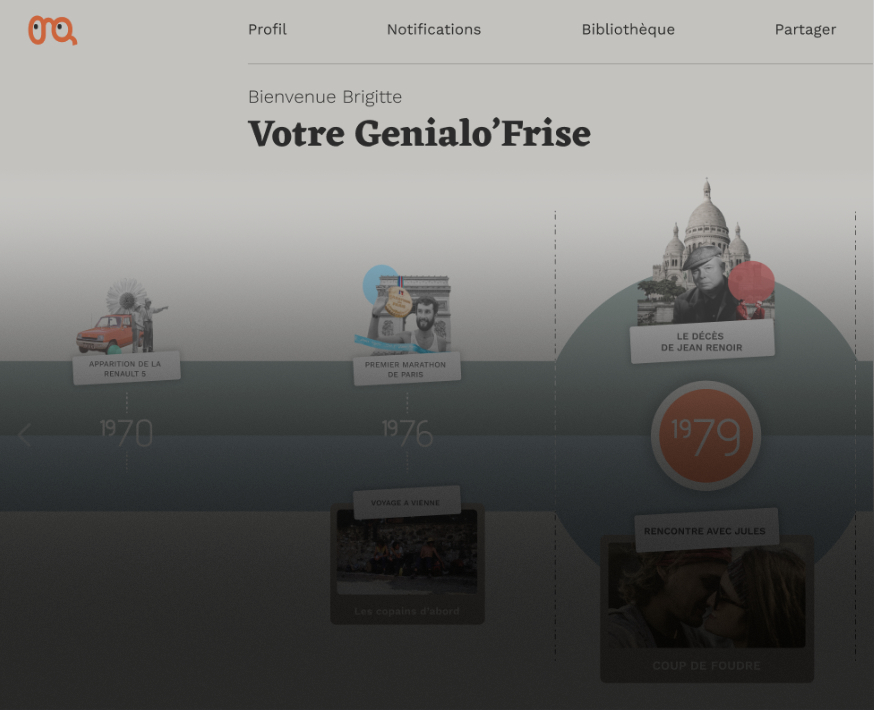 Profil
Notifications
Bibliothèque
Partager
Bienvenue Brigitte
Votre Genialo’Frise
APPARITION DE LA
RENAULT 5
1970
PREMIER MARATHON
DE PARIS
1976
LE DÉCÈS
DE JEAN RENOIR
1979
VOYAGE A VIENNE
Les copains d'abord
RENCONTRE AVEC JULES
COUP DE FOUDRE